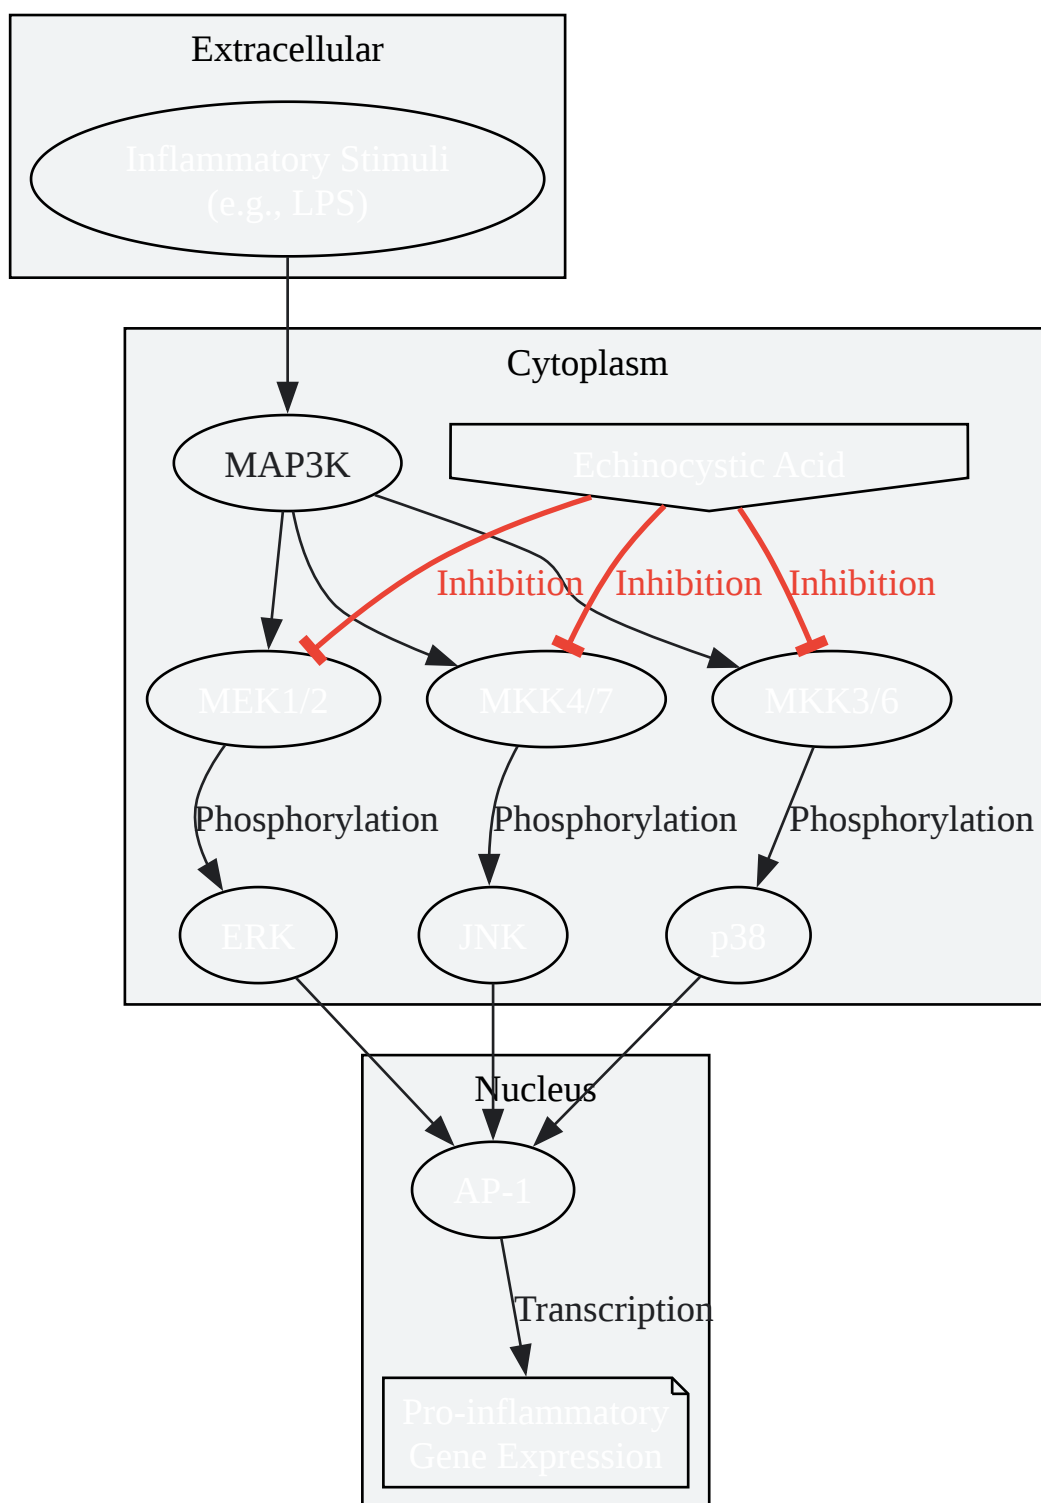 Extracellular
Inflammatory Stimuli
(e.g., LPS)
Cytoplasm
MAP3K
Echinocystic Acid
Inhibition
Inhibition
Inhibition
MEK1/2
MKK4/7
MKK3/6
Phosphorylation
Phosphorylation
Phosphorylation
ERK
JNK
p38
Nucleus
AP-1
Transcription
Pro-inflammatory
Gene Expression